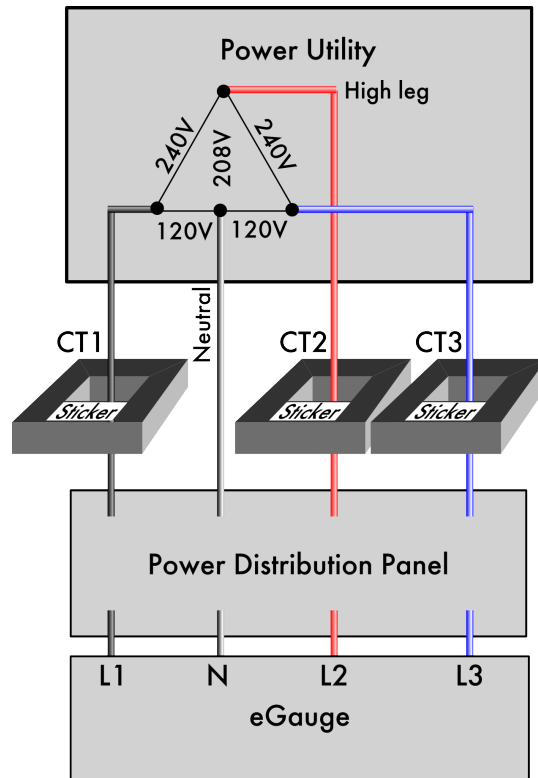 Power Utility
High leg
240V
208V
240V
120V
120V
Neutral
CT1
CT2
CT3
Sticker
Sticker
Sticker
Power Distribution Panel
L1
N
L2
L3
eGauge